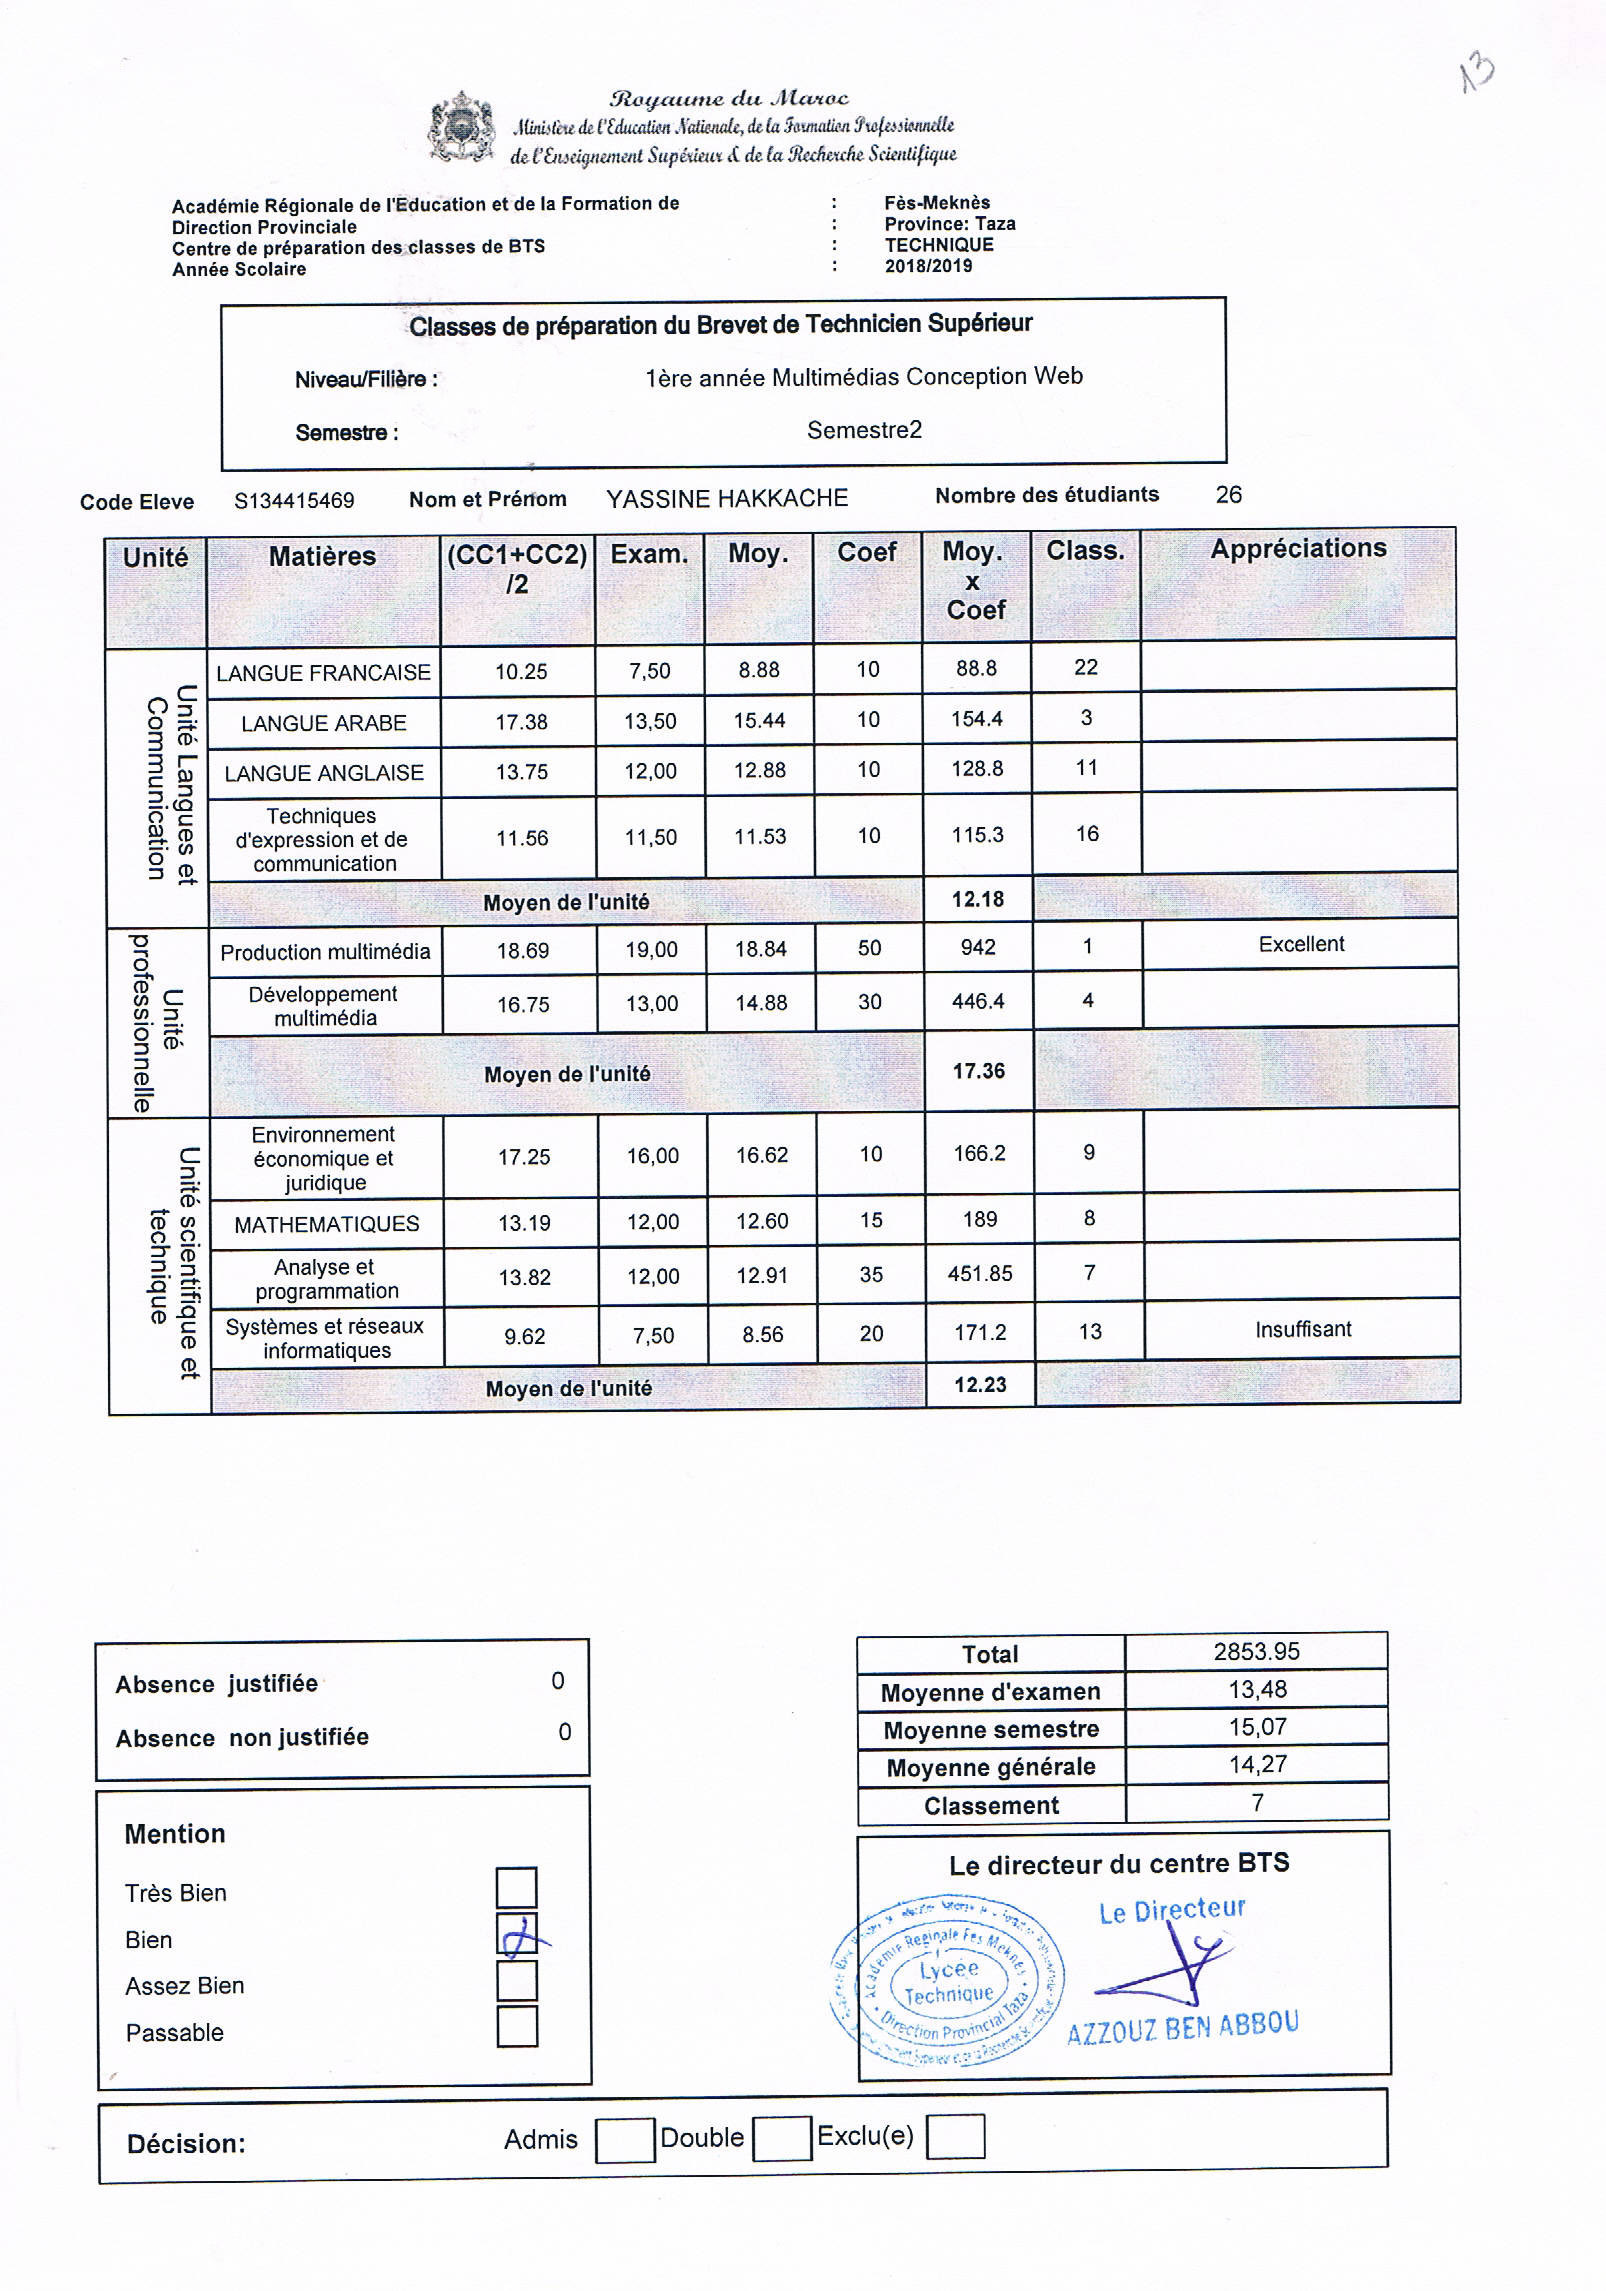 13
Royaume du Maroc
Ministère de l'Education Nationale, de la Formation Professionnelle
de l'Enseignement Supérieur & de la Recherche Scientifique
Académie Régionale de l'Education et de la Formation de : Fès-Meknès
Direction Provinciale : Province: Taza
Centre de préparation des classes de BTS : TECHNIQUE
Année Scolaire : 2018/2019
Classes de préparation du Brevet de Technicien Supérieur
Niveau/Filière : 1ère année Multimédias Conception Web
Semestre : Semestre2
Code Eleve S134415469 Nom et Prénom YASSINE HAKKACHE Nombre des étudiants 26
Unité Matières (CC1+CC2) /2 Exam. Moy. Coef Moy. x Coef Class. Appréciations
Unité Langues et Communication
LANGUE FRANCAISE 10.25 7,50 8.88 10 88.8 22
LANGUE ARABE 17.38 13,50 15.44 10 154.4 3
LANGUE ANGLAISE 13.75 12,00 12.88 10 128.8 11
Techniques d'expression et de communication 11.56 11,50 11.53 10 115.3 16
Moyen de l'unité 12.18
Unité professionnelle
Production multimédia 18.69 19,00 18.84 50 942 1 Excellent
Développement multimédia 16.75 13,00 14.88 30 446.4 4
Moyen de l'unité 17.36
Unité scientifique et technique
Environnement économique et juridique 17.25 16,00 16.62 10 166.2 9
MATHEMATIQUES 13.19 12,00 12.60 15 189 8
Analyse et programmation 13.82 12,00 12.91 35 451.85 7
Systèmes et réseaux informatiques 9.62 7,50 8.56 20 171.2 13 Insuffisant
Moyen de l'unité 12.23
Absence justifiée 0
Absence non justifiée 0
Total 2853.95
Moyenne d'examen 13,48
Moyenne semestre 15,07
Moyenne générale 14,27
Classement 7
Mention
Très Bien
Bien
Assez Bien
Passable
Le directeur du centre BTS
Le Directeur
AZZOUZ BEN ABBOU
Académie Régionale Fes Meknes
Lycée
Technique
Direction Provincial Taza
Décision: Admis Double Exclu(e)